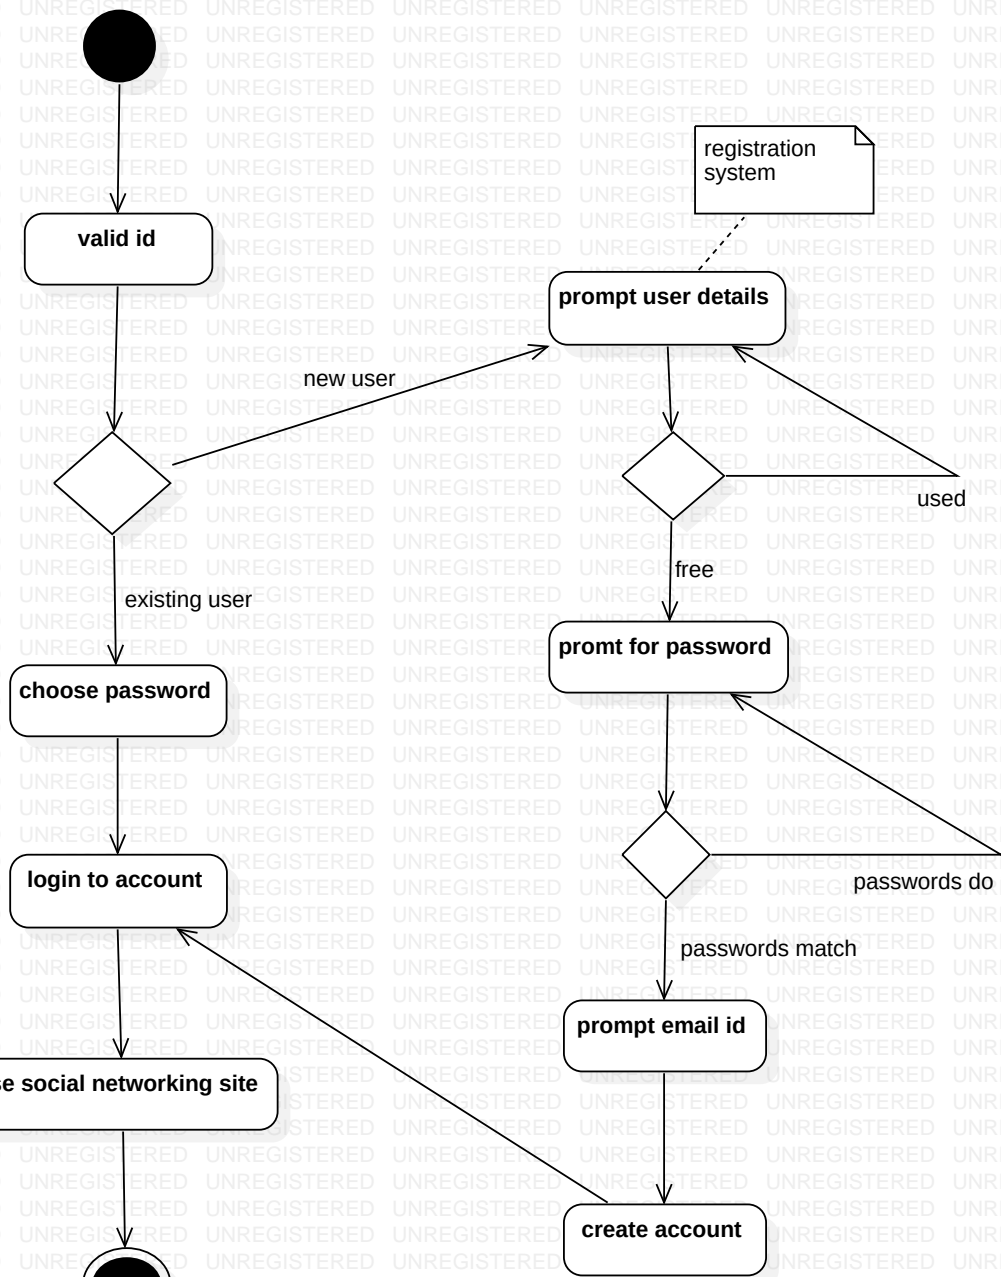 registration
system
valid id
prompt user details
new user
used
free
existing user
promt for password
choose password
login to account
passwords do
passwords match
prompt email id
social networking site
create account
UNREGISTERED